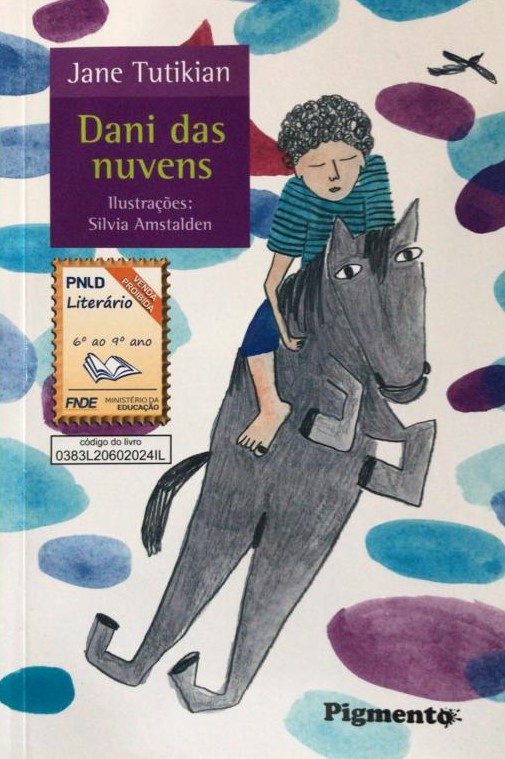 Jane Tutikian
Dani das
nuvens
Ilustrações:
Silvia Amstalden
PNLD
Literário
VENDA
PROIBIDA
6º ao 9º ano
FNDE
MINISTÉRIO DA
EDUCAÇÃO
código do livro
0383L20602024IL
Pigmento